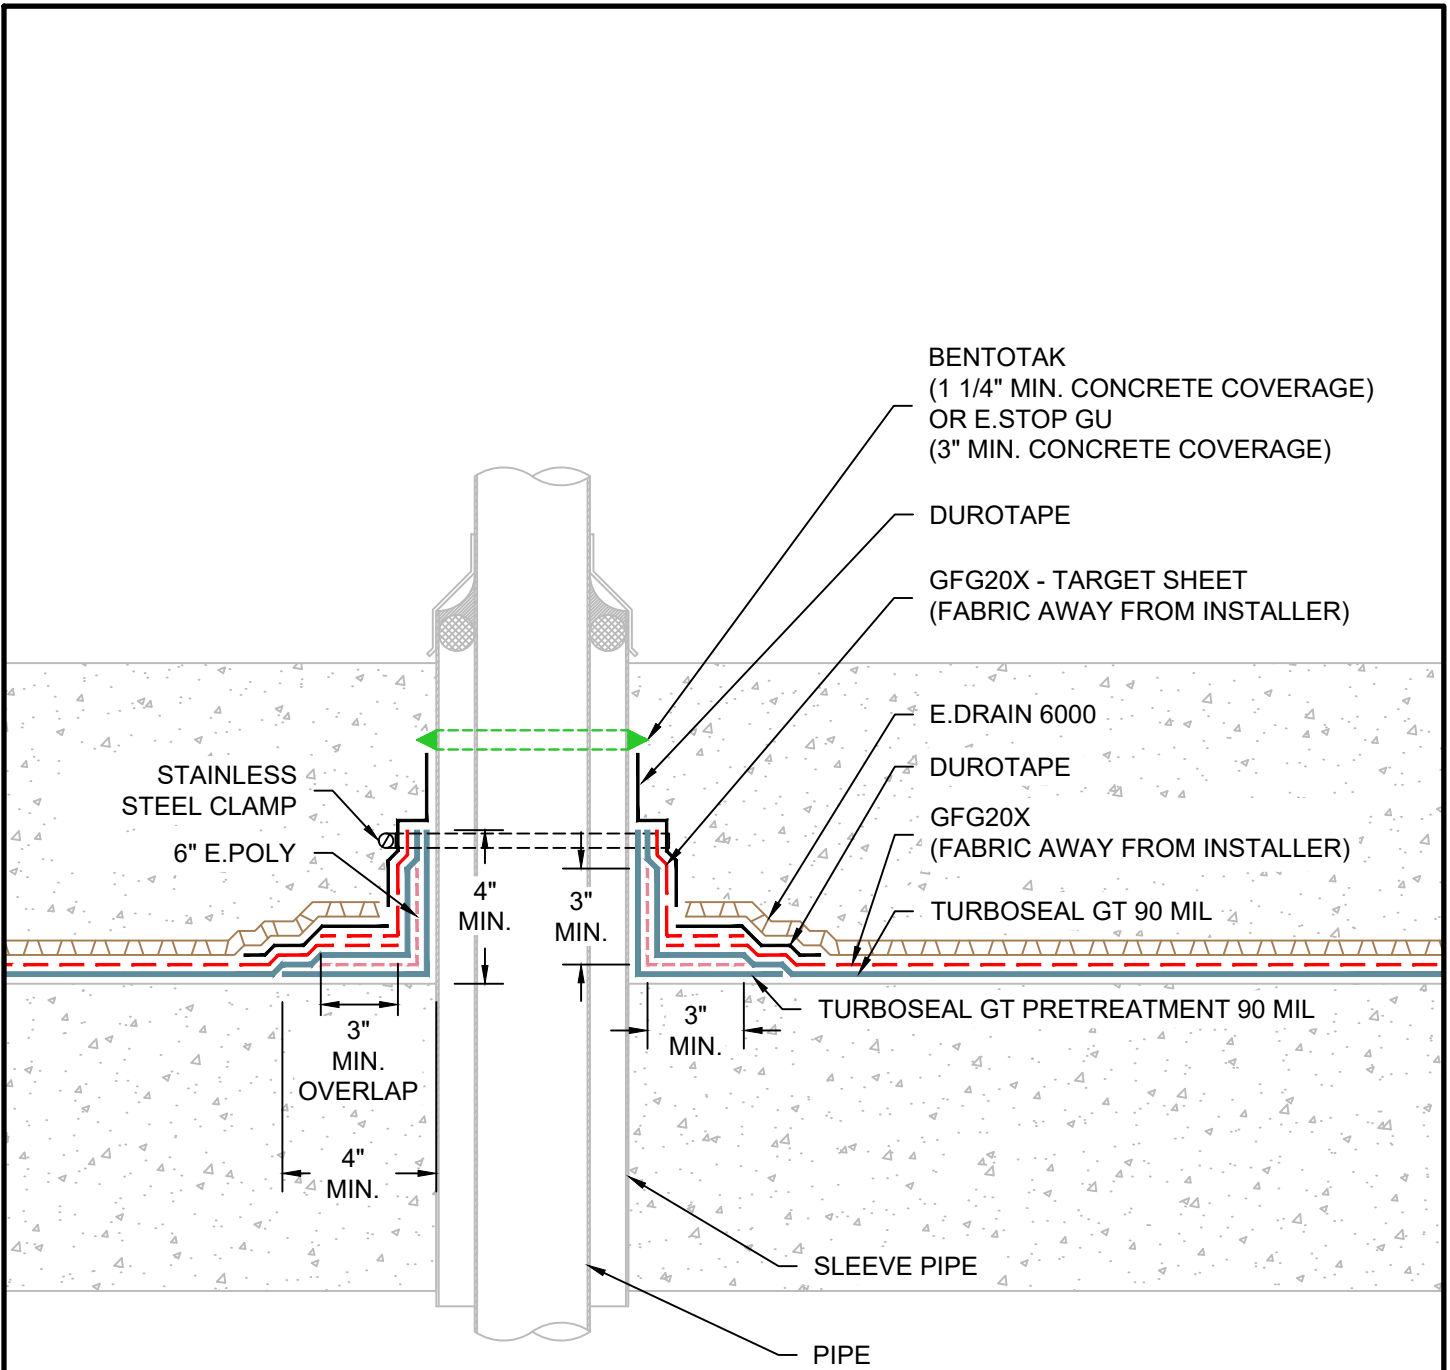 BENTOTAK
(1 1/4" MIN. CONCRETE COVERAGE)
OR E.STOP GU
(3" MIN. CONCRETE COVERAGE)
DUROTAPE
GFG20X - TARGET SHEET
(FABRIC AWAY FROM INSTALLER)
E.DRAIN 6000
DUROTAPE
GFG20X
(FABRIC AWAY FROM INSTALLER)
TURBOSEAL GT 90 MIL
TURBOSEAL GT PRETREATMENT 90 MIL
STAINLESS
STEEL CLAMP
6" E.POLY
4"
MIN.
3"
MIN.
3"
MIN.
OVERLAP
3"
MIN.
4"
MIN.
SLEEVE PIPE
PIPE